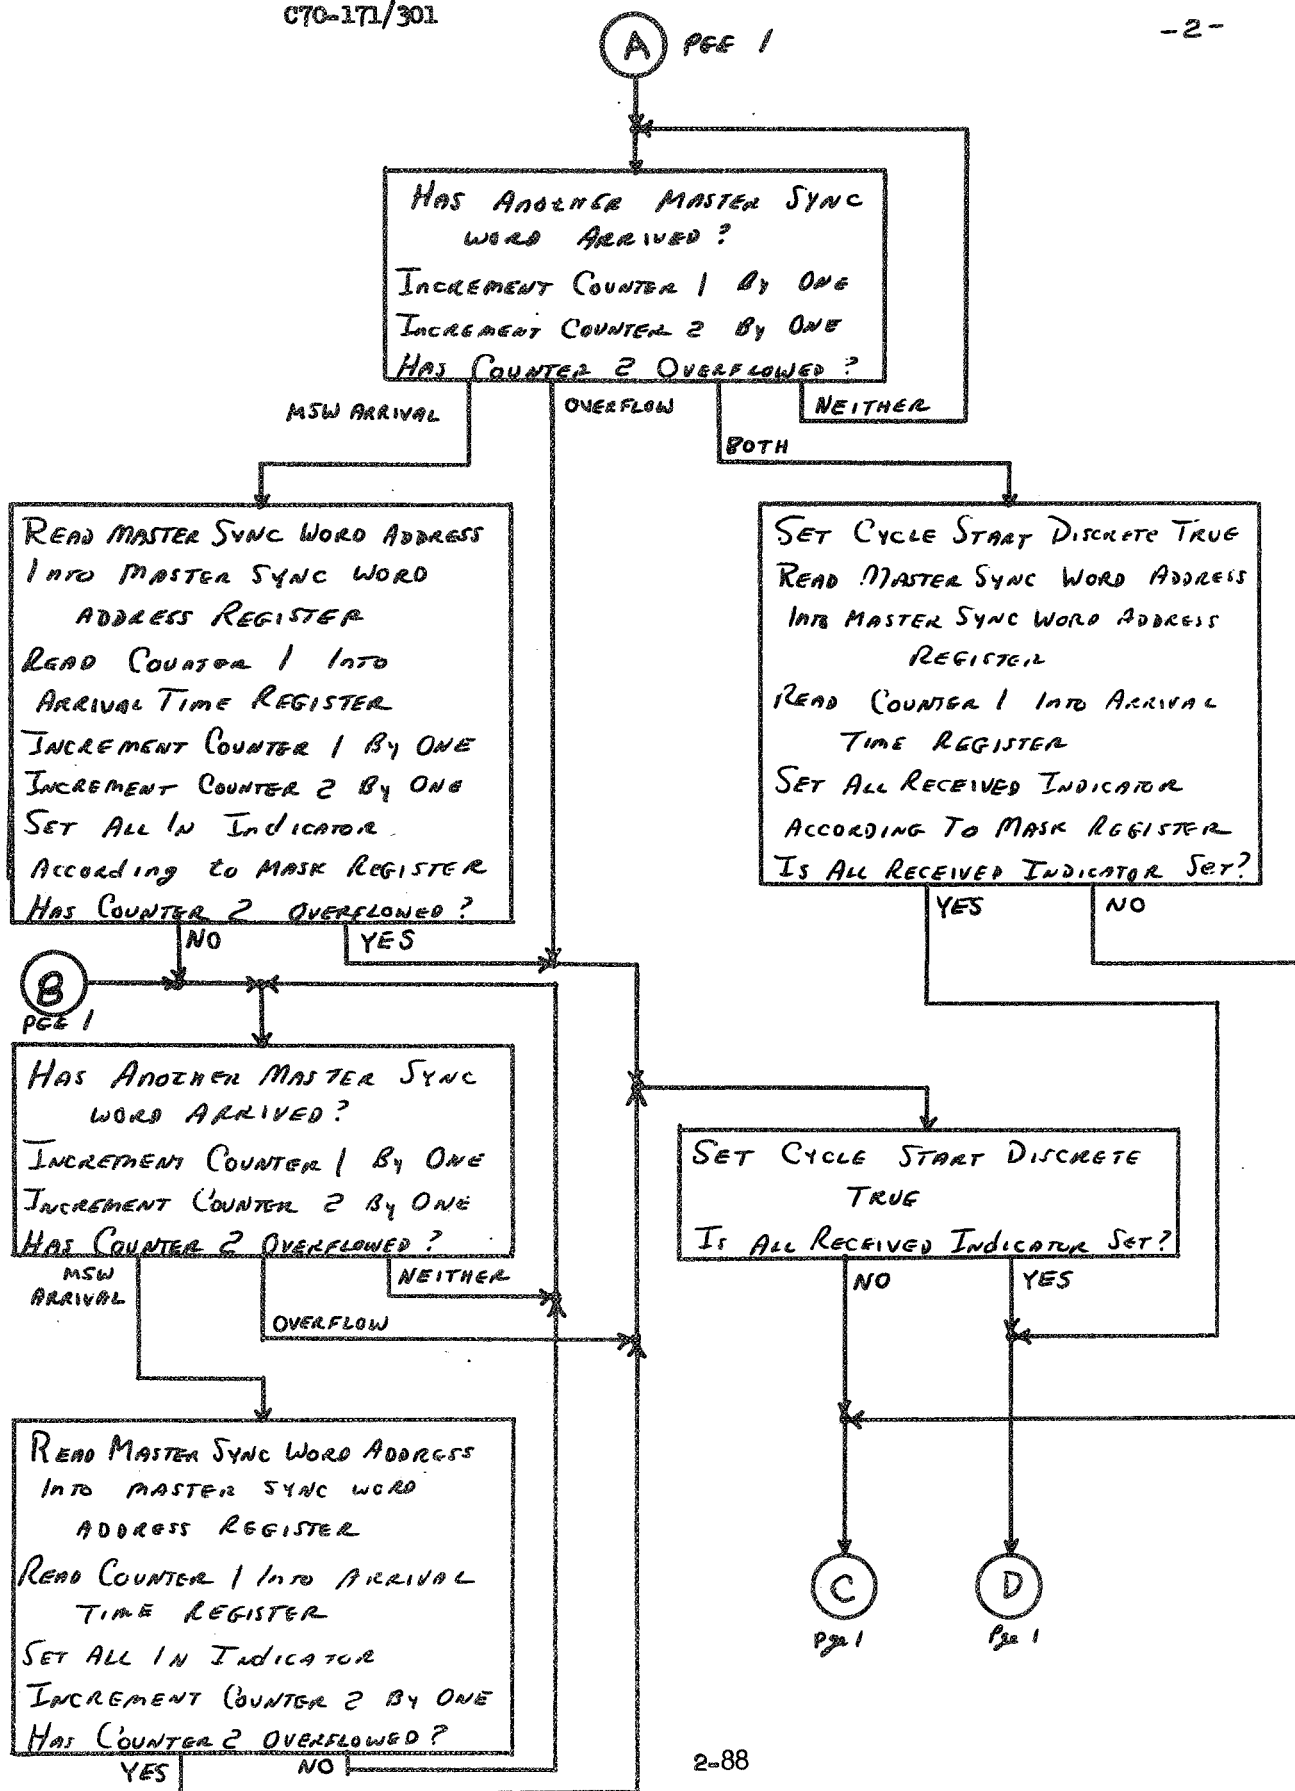 C70-171/301
-2-
A PGE 1
HAS ANOTHER MASTER SYNC
WORD ARRIVED?
INCREMENT COUNTER 1 By ONE
INCREMENT COUNTER 2 By ONE
HAS COUNTER 2 OVERFLOWED?
MSW ARRIVAL
OVERFLOW
BOTH
NEITHER
READ MASTER SYNC WORD ADDRESS
INTO MASTER SYNC WORD
ADDRESS REGISTER
READ COUNTER 1 INTO
ARRIVAL TIME REGISTER
INCREMENT COUNTER 1 By ONE
INCREMENT COUNTER 2 By ONE
SET ALL IN INdICATOR
ACCORding to MASK REGISTER
HAS COUNTER 2 OVERFLOWED?
NO
YES
SET CYCLE START DISCRETE TRUE
READ MASTER SYNC WORD ADDRESS
INTO MASTER SYNC WORD ADDRESS
REGISTER
READ COUNTER 1 INTO ARRIVAL
TIME REGISTER
SET ALL RECEIVED INDICATOR
ACCORDING TO MASK REGISTER
IS ALL RECEIVED INDICATOR SET?
YES
NO
B
PGE 1
HAS ANOTHER MASTER SYNC
WORD ARRIVED?
INCREMENT COUNTER 1 By ONE
INCREMENT COUNTER 2 By ONE
HAS COUNTER 2 OVERFLOWED?
MSW
ARRIVAL
OVERFLOW
NEITHER
SET CYCLE START DISCRETE
TRUE
IS ALL RECEIVED INdICATOR SET?
NO
YES
READ MASTER SYNC WORD ADDRESS
INTO MASTER SYNC WORD
ADDRESS REGISTER
READ COUNTER 1 INTO ARRIVAL
TIME REGISTER
SET ALL IN INdICATOR
INCREMENT COUNTER 2 By ONE
HAS COUNTER 2 OVERFLOWED?
YES
NO
C
Pge 1
D
Pge 1
2-88